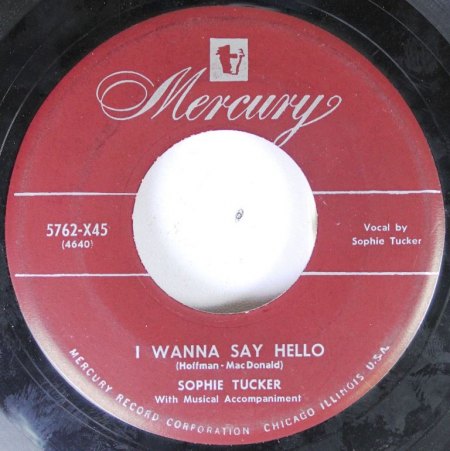 Mercury
5762-X45
(4640)
Vocal by
Sophie Tucker
I WANNA SAY HELLO
(Hoffman-MacDonald)
SOPHIE TUCKER
With Musical Accompaniment
MERCURY RECORD CORPORATION CHICAGO ILLINOIS U.S.A.